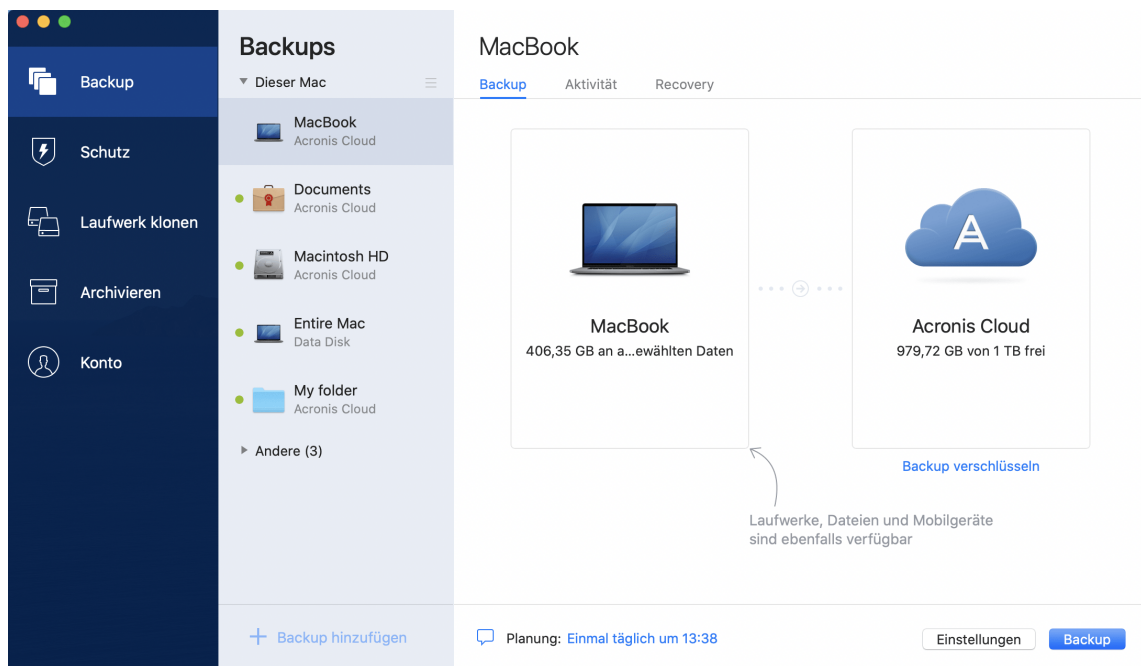 Backup
Schutz
Laufwerk klonen
Archivieren
Konto
Backups
Dieser Mac
MacBook
Acronis Cloud
Documents
Acronis Cloud
Macintosh HD
Acronis Cloud
Entire Mac
Data Disk
My folder
Acronis Cloud
Andere (3)
Backup hinzufügen
MacBook
Backup
Aktivität
Recovery
MacBook
406,35 GB an a...ewählten Daten
A
Acronis Cloud
979,72 GB von 1 TB frei
Backup verschlüsseln
Laufwerke, Dateien und Mobilgeräte
sind ebenfalls verfügbar
Planung: Einmal täglich um 13:38
Einstellungen
Backup